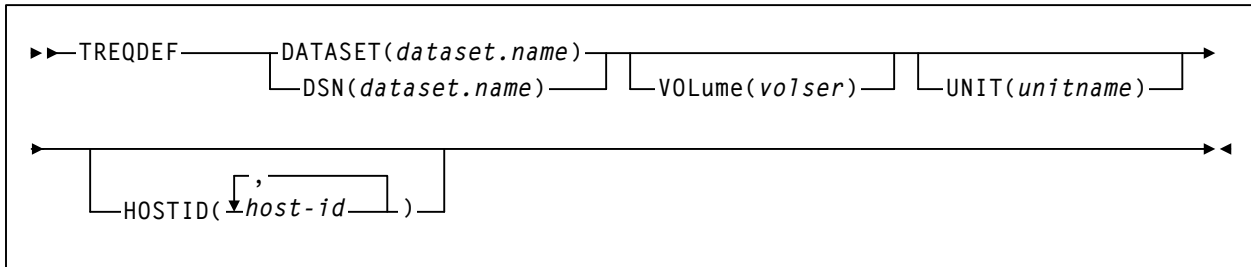 TREQDEF DATASET(dataset.name)
DSN(dataset.name) VOLume(volser) UNIT(unitname)
,
HOSTID( host-id )